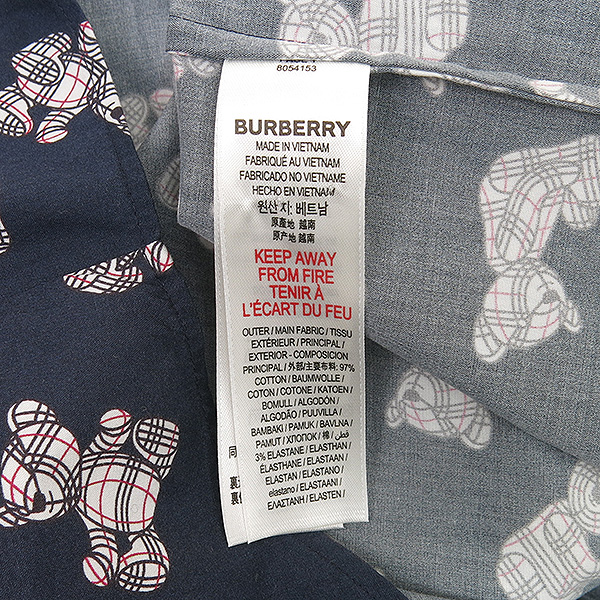 8054153
BURBERRY
MADE IN VIETNAM
FABRIQUÉ AU VIETNAM
FABRICADO NO VIETNAME
HECHO EN VIETNAM
원산지: 베트남
原產地 越南
原产地 越南
KEEP AWAY
FROM FIRE
TENIR À
L'ÉCART DU FEU
OUTER / MAIN FABRIC / TISSU
EXTÉRIEUR / PRINCIPAL /
EXTERIOR - COMPOSICION
PRINCIPAL / 外部/主要布料: 97%
COTTON / BAUMWOLLE /
COTON / COTONE / KATOEN /
BOMULL / ALGODÓN /
ALGODÃO / PUUVILLA /
BAMBAKI / PAMUK / BAVLNA /
PAMUT / ХЛОПОК / 棉 / قطن
3% ELASTANE / ELASTHAN /
ÉLASTHANE / ELASTAAN /
ELASTAN / ELASTANO /
elastano / ELASTAANI /
ΕΛΑΣΤΑΝΗ / ELASZTEN /
同